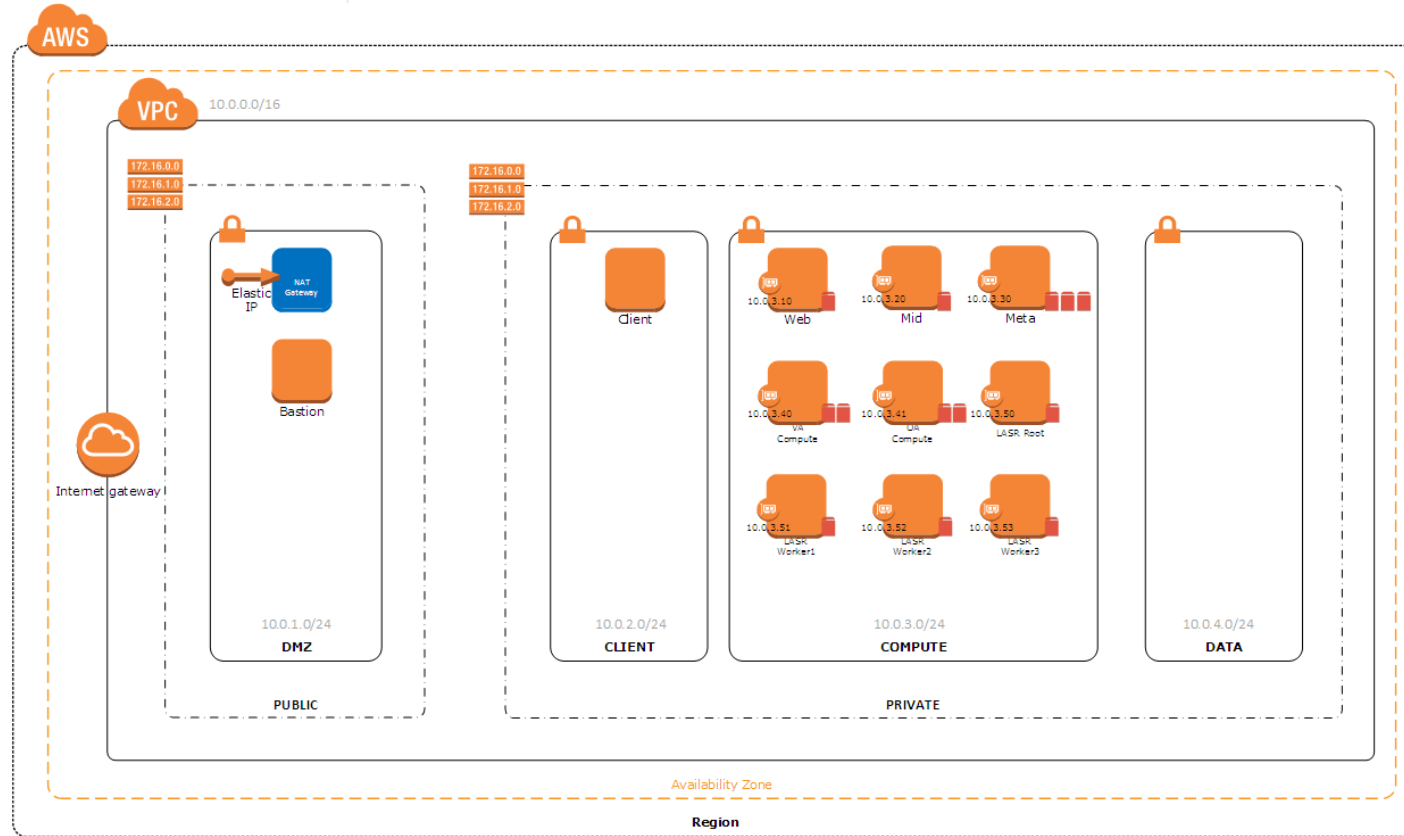 AWS
VPC
10.0.0.0/16
172.16.0.0
172.16.1.0
172.16.2.0
172.16.0.0
172.16.1.0
172.16.2.0
NAT
Gateway
Elastic
IP
Bastion
10.0.1.0/24
DMZ
PUBLIC
Internet gateway
Client
10.0.2.0/24
CLIENT
10.0.3.10
Web
10.0.3.20
Mid
10.0.3.30
Meta
10.0.3.40
VA
Compute
10.0.3.41
OA
Compute
10.0.3.50
LASR Root
10.0.3.51
LASR
Worker1
10.0.3.52
LASR
Worker2
10.0.3.53
LASR
Worker3
10.0.3.0/24
COMPUTE
10.0.4.0/24
DATA
PRIVATE
Availability Zone
Region